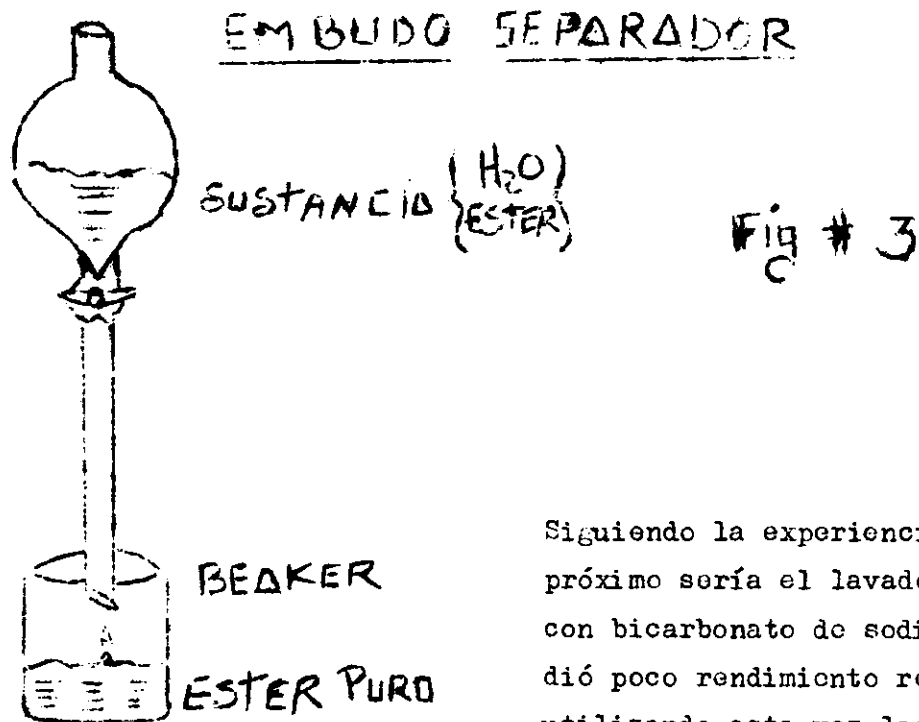 EMBUDO SEPARADOR
SUSTANCIA { H₂O }
{ ESTER }
Fig # 3
C
BEAKER
ESTER PURO
Siguiendo la experienci
próximo sería el lavado
con bicarbonato de sodi
dió poco rendimiento re